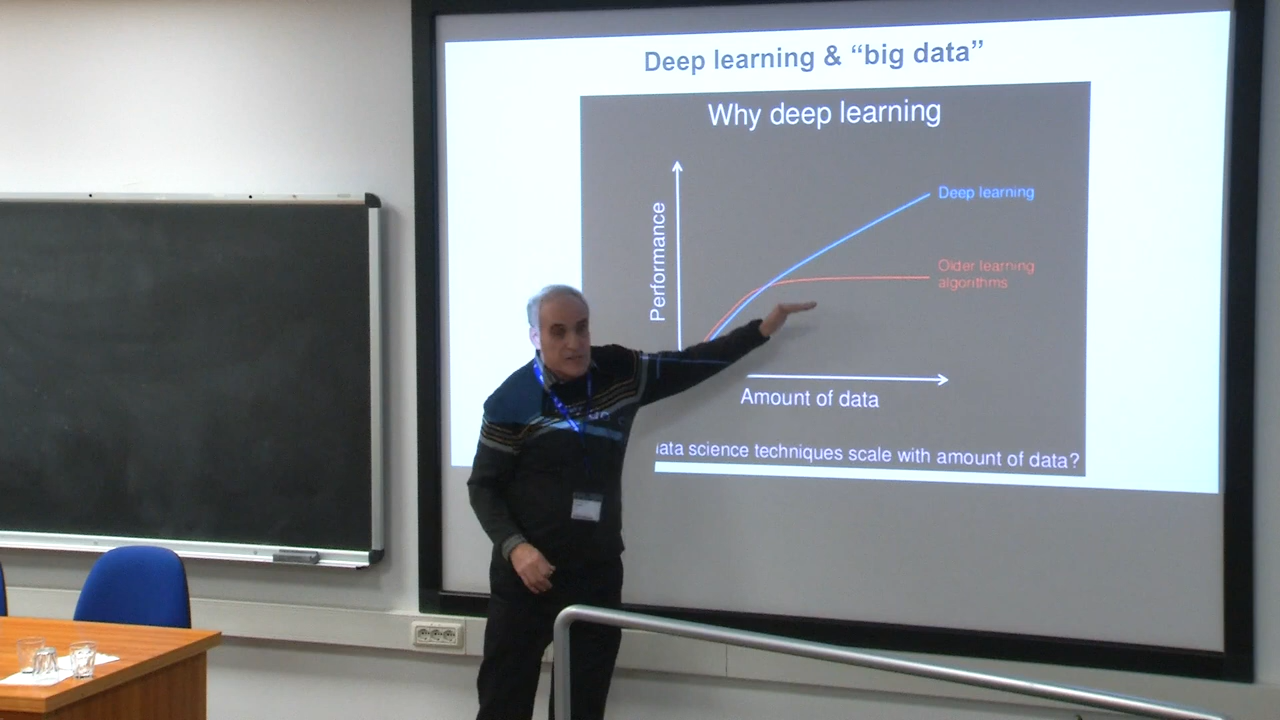 Deep learning & “big data”
Why deep learning
Performance
Deep learning
Older learning
algorithms
Amount of data
science techniques scale with amount of data?